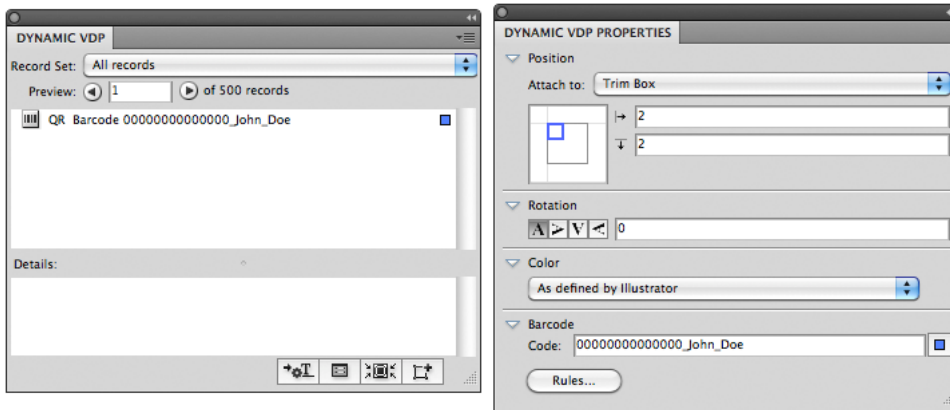 DYNAMIC VDP
Record Set: All records
Preview: 1 of 500 records
QR Barcode 00000000000000_John_Doe
Details:
T
DYNAMIC VDP PROPERTIES
Position
Attach to: Trim Box
2
2
Rotation
A A A A 0
Color
As defined by Illustrator
Barcode
Code: 00000000000000_John_Doe
Rules...